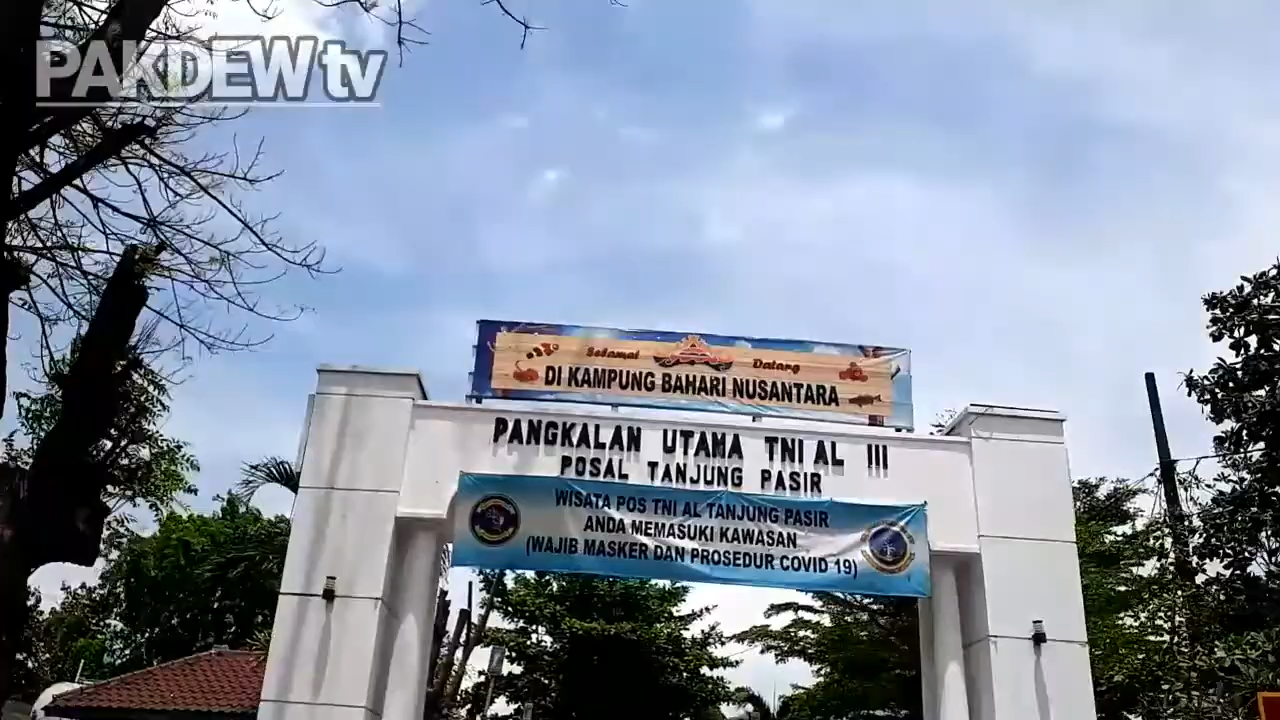 PAKDEW tv
Selamat Datang
DI KAMPUNG BAHARI NUSANTARA
PANGKALAN UTAMA TNI AL III
POSAL TANJUNG PASIR
WISATA POS TNI AL TANJUNG PASIR
ANDA MEMASUKI KAWASAN
(WAJIB MASKER DAN PROSEDUR COVID 19)